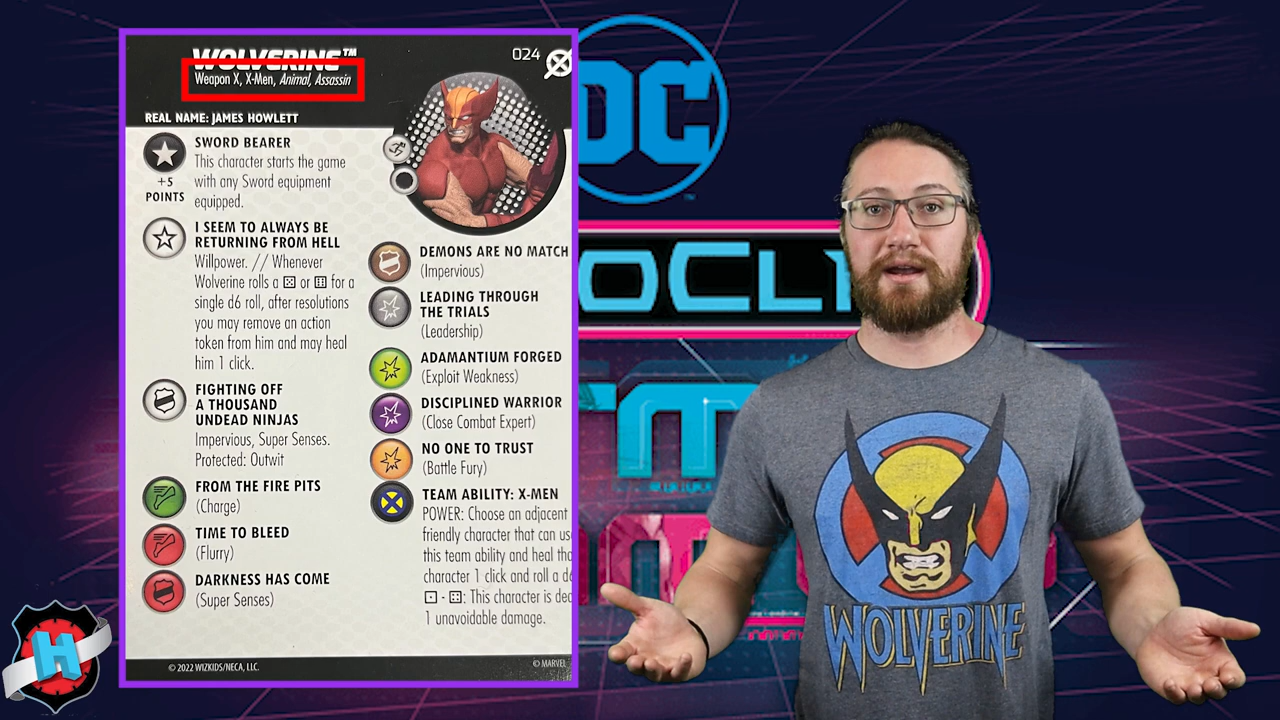 WOLVERINE™
024
Weapon X, X-Men, Animal, Assassin
REAL NAME: JAMES HOWLETT
SWORD BEARER
This character starts the game
with any Sword equipment
equipped.
+5
POINTS
I SEEM TO ALWAYS BE
RETURNING FROM HELL
Willpower. // Whenever
Wolverine rolls a ⚄ or ⚅ for a
single d6 roll, after resolutions
you may remove an action
token from him and may heal
him 1 click.
FIGHTING OFF
A THOUSAND
UNDEAD NINJAS
Impervious, Super Senses.
Protected: Outwit
FROM THE FIRE PITS
(Charge)
TIME TO BLEED
(Flurry)
DARKNESS HAS COME
(Super Senses)
DEMONS ARE NO MATCH
(Impervious)
LEADING THROUGH
THE TRIALS
(Leadership)
ADAMANTIUM FORGED
(Exploit Weakness)
DISCIPLINED WARRIOR
(Close Combat Expert)
NO ONE TO TRUST
(Battle Fury)
TEAM ABILITY: X-MEN
POWER: Choose an adjacent
friendly character that can us
this team ability and heal tha
character 1 click and roll a d
⚀ - ⚃: This character is dea
1 unavoidable damage.
© 2022 WIZKIDS/NECA, LLC.
© MARVEL
DC
WOLVERINE
H